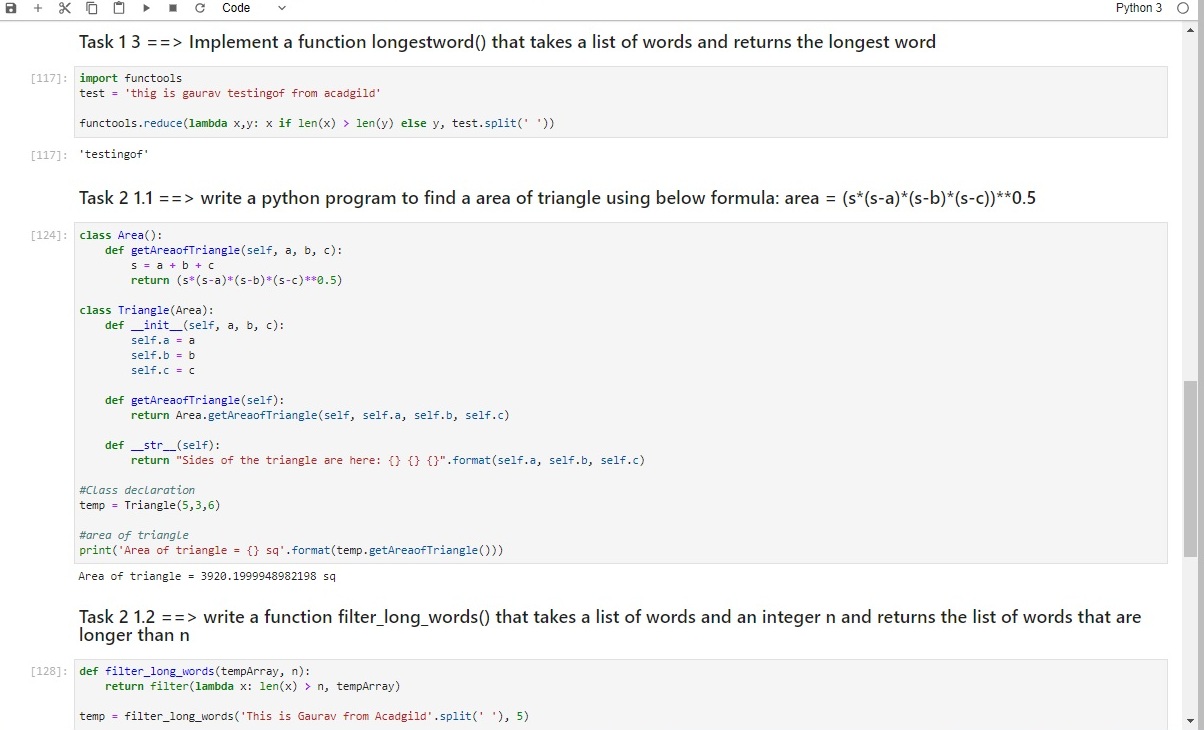 Code
Python 3
Task 1 3 ==> Implement a function longestword() that takes a list of words and returns the longest word
[117]: import functools
test = 'thig is gaurav testingof from acadgild'
functools.reduce(lambda x,y: x if len(x) > len(y) else y, test.split(' '))
[117]: 'testingof'
Task 2 1.1 ==> write a python program to find a area of triangle using below formula: area = (s*(s-a)*(s-b)*(s-c))**0.5
[124]: class Area():
def getAreaofTriangle(self, a, b, c):
s = a + b + c
return (s*(s-a)*(s-b)*(s-c)**0.5)
class Triangle(Area):
def __init__(self, a, b, c):
self.a = a
self.b = b
self.c = c
def getAreaofTriangle(self):
return Area.getAreaofTriangle(self, self.a, self.b, self.c)
def __str__(self):
return "Sides of the triangle are here: {} {} {}".format(self.a, self.b, self.c)
#Class declaration
temp = Triangle(5,3,6)
#area of triangle
print('Area of triangle = {} sq'.format(temp.getAreaofTriangle()))
Area of triangle = 3920.1999948982198 sq
Task 2 1.2 ==> write a function filter_long_words() that takes a list of words and an integer n and returns the list of words that are
longer than n
[128]: def filter_long_words(tempArray, n):
return filter(lambda x: len(x) > n, tempArray)
temp = filter_long_words('This is Gaurav from Acadgild'.split(' '), 5)